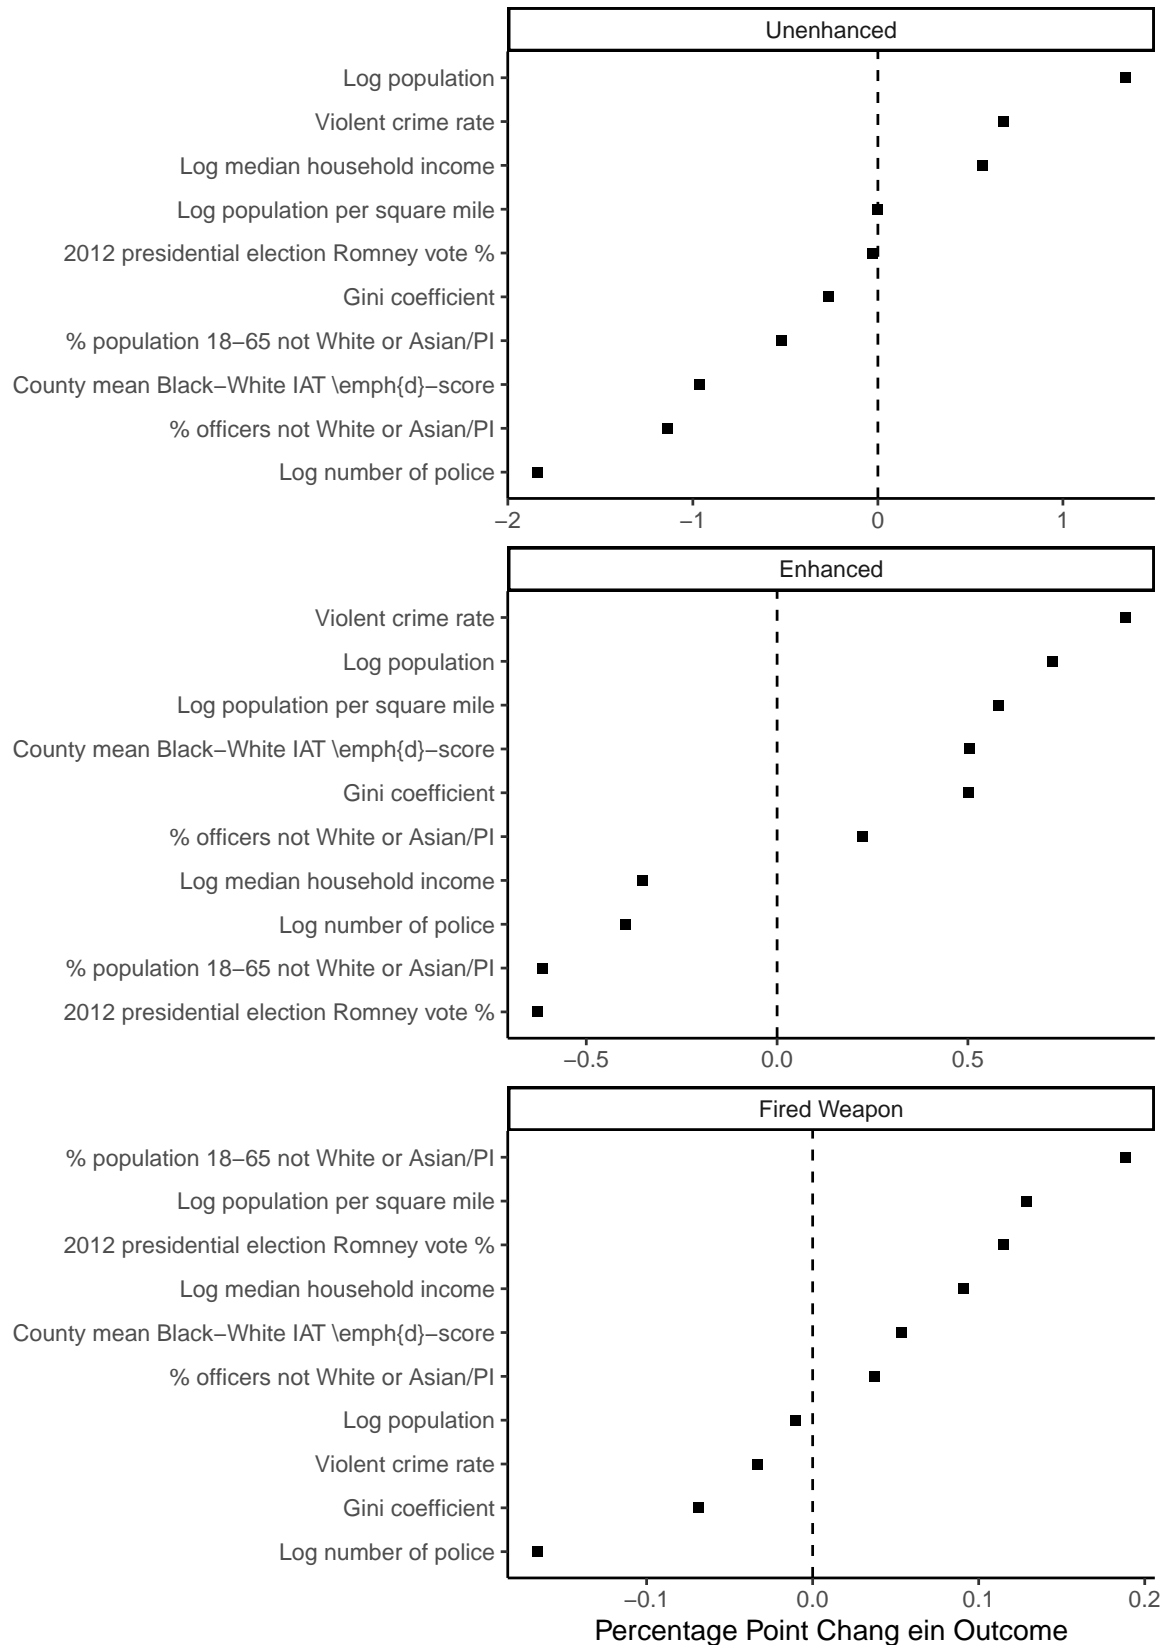 Unenhanced
Log population
Violent crime rate
Log median household income
Log population per square mile
2012 presidential election Romney vote %
Gini coefficient
% population 18−65 not White or Asian/PI
County mean Black−White IAT \emph{d}−score
% officers not White or Asian/PI
Log number of police
−2 −1 0 1
Enhanced
Violent crime rate
Log population
Log population per square mile
County mean Black−White IAT \emph{d}−score
Gini coefficient
% officers not White or Asian/PI
Log median household income
Log number of police
% population 18−65 not White or Asian/PI
2012 presidential election Romney vote %
−0.5 0.0 0.5
Fired Weapon
% population 18−65 not White or Asian/PI
Log population per square mile
2012 presidential election Romney vote %
Log median household income
County mean Black−White IAT \emph{d}−score
% officers not White or Asian/PI
Log population
Violent crime rate
Gini coefficient
Log number of police
−0.1 0.0 0.1 0.2
Percentage Point Chang ein Outcome